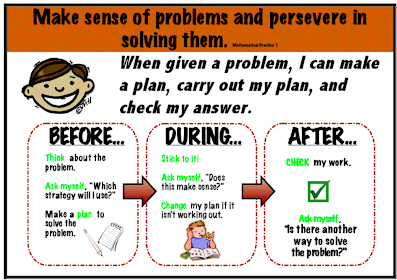 Make sense of problems and persevere in
solving them. Mathematical Practice 1
When given a problem, I can make
a plan, carry out my plan, and
check my answer.
BEFORE...
Think about the
problem.
Ask myself, "Which
strategy will I use?"
Make a plan to
solve the
problem.
DURING...
Stick to it!
Ask myself, "Does
this make sense?"
Change my plan if it
isn't working out.
AFTER...
CHECK my work.
Ask myself,
"Is there another
way to solve
the problem?"